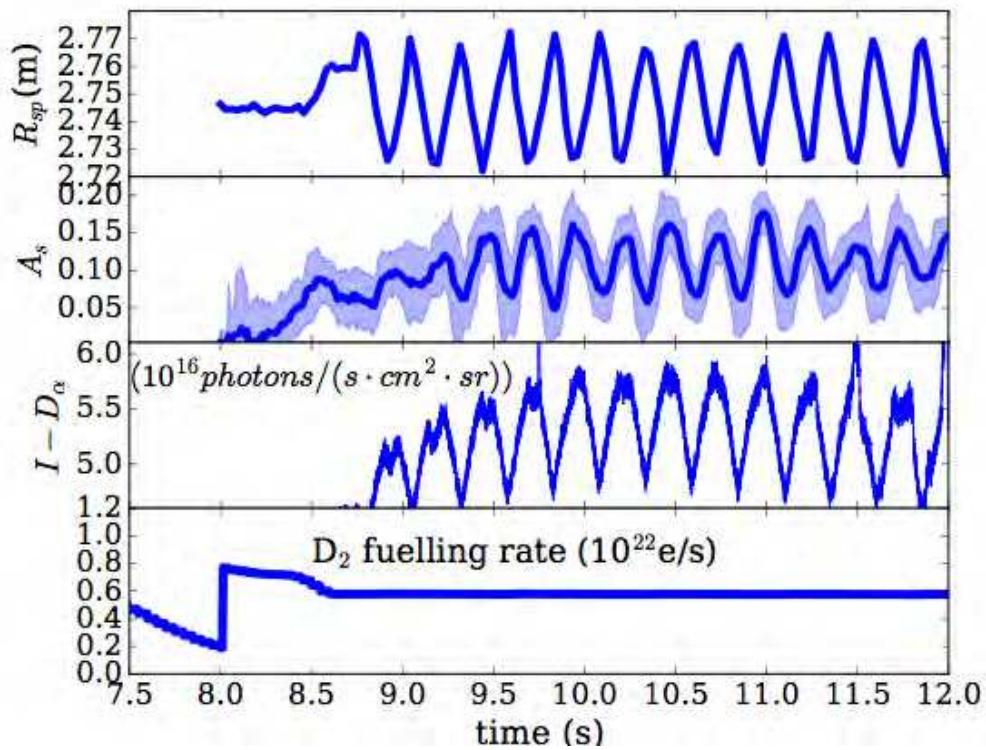 R_sp(m)
2.77
2.76
2.75
2.74
2.73
2.72
A_s
0.20
0.15
0.10
0.05
I − D_α
(10^16 photons/(s · cm^2 · sr))
6.0
5.5
5.0
1.2
1.0
0.8
0.6
0.4
0.2
0.0
D_2 fuelling rate (10^22 e/s)
7.5 8.0 8.5 9.0 9.5 10.0 10.5 11.0 11.5 12.0
time (s)